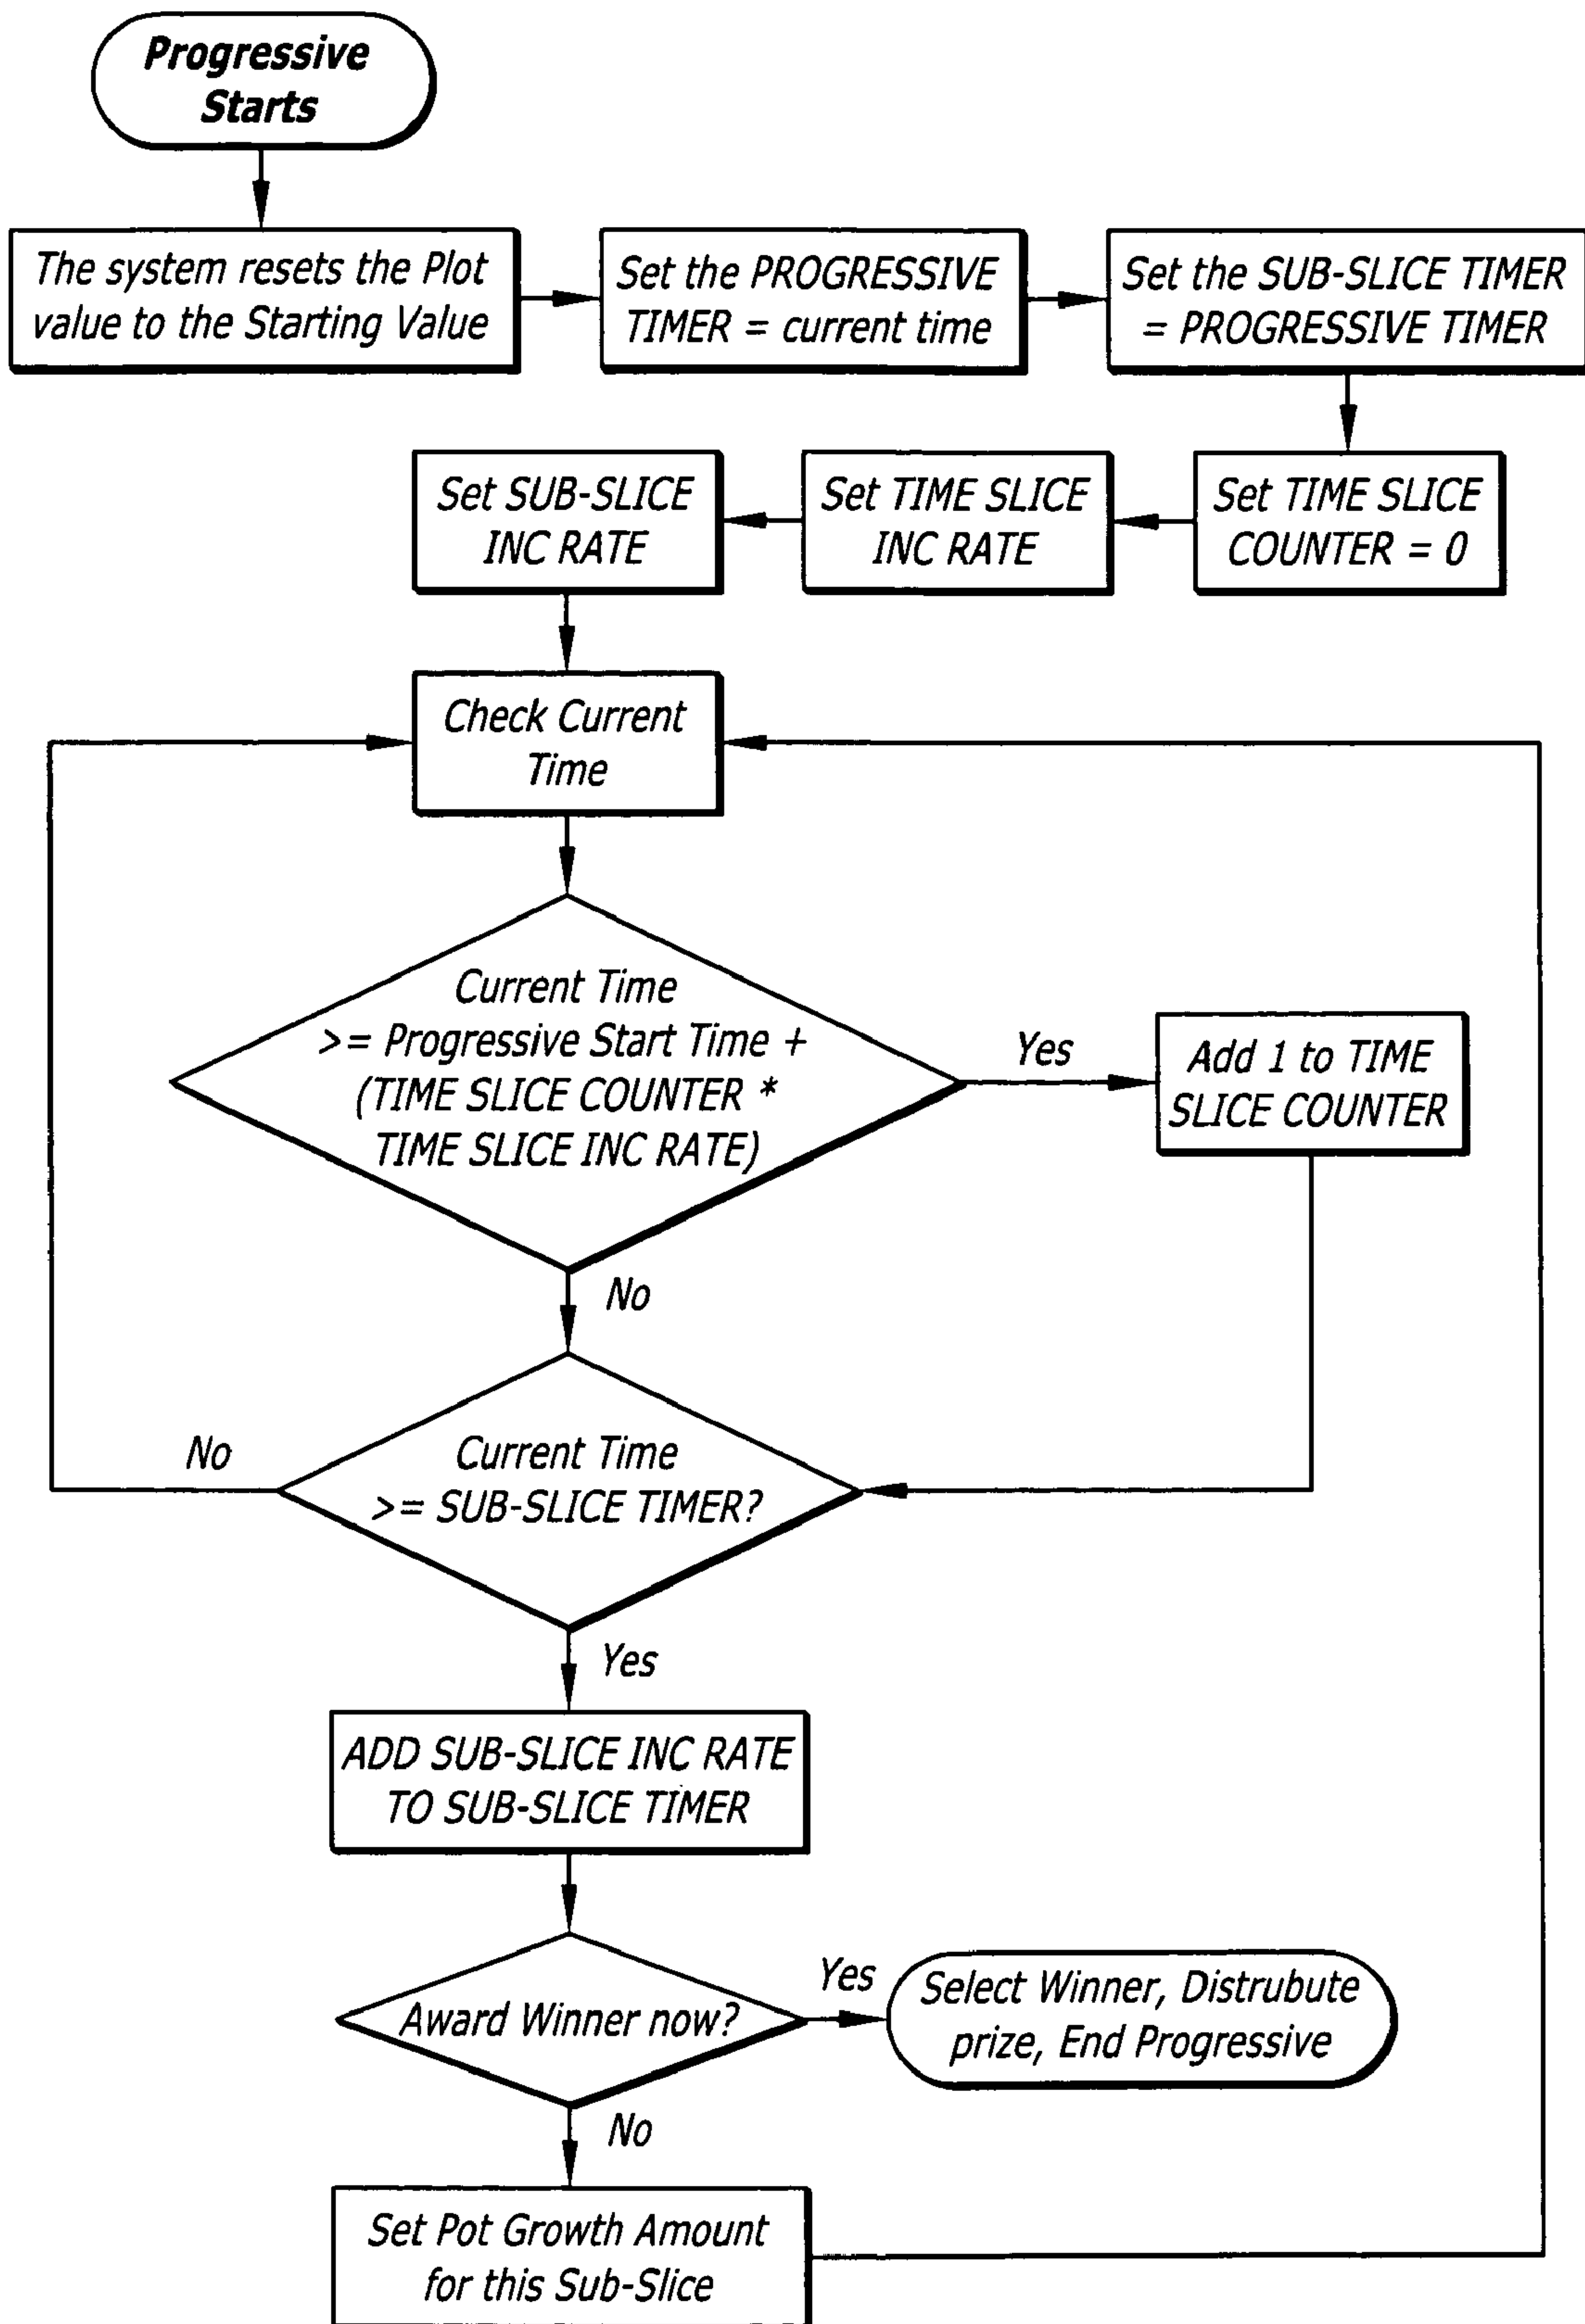 Progressive
Starts
The system resets the Plot
value to the Starting Value
Set the PROGRESSIVE
TIMER = current time
Set the SUB-SLICE TIMER
= PROGRESSIVE TIMER
Set SUB-SLICE
INC RATE
Set TIME SLICE
INC RATE
Set TIME SLICE
COUNTER = 0
Check Current
Time
Current Time
>= Progressive Start Time +
(TIME SLICE COUNTER *
TIME SLICE INC RATE)
Yes
Add 1 to TIME
SLICE COUNTER
No
No
Current Time
>= SUB-SLICE TIMER?
Yes
ADD SUB-SLICE INC RATE
TO SUB-SLICE TIMER
Award Winner now?
Yes
Select Winner, Distrubute
prize, End Progressive
No
Set Pot Growth Amount
for this Sub-Slice